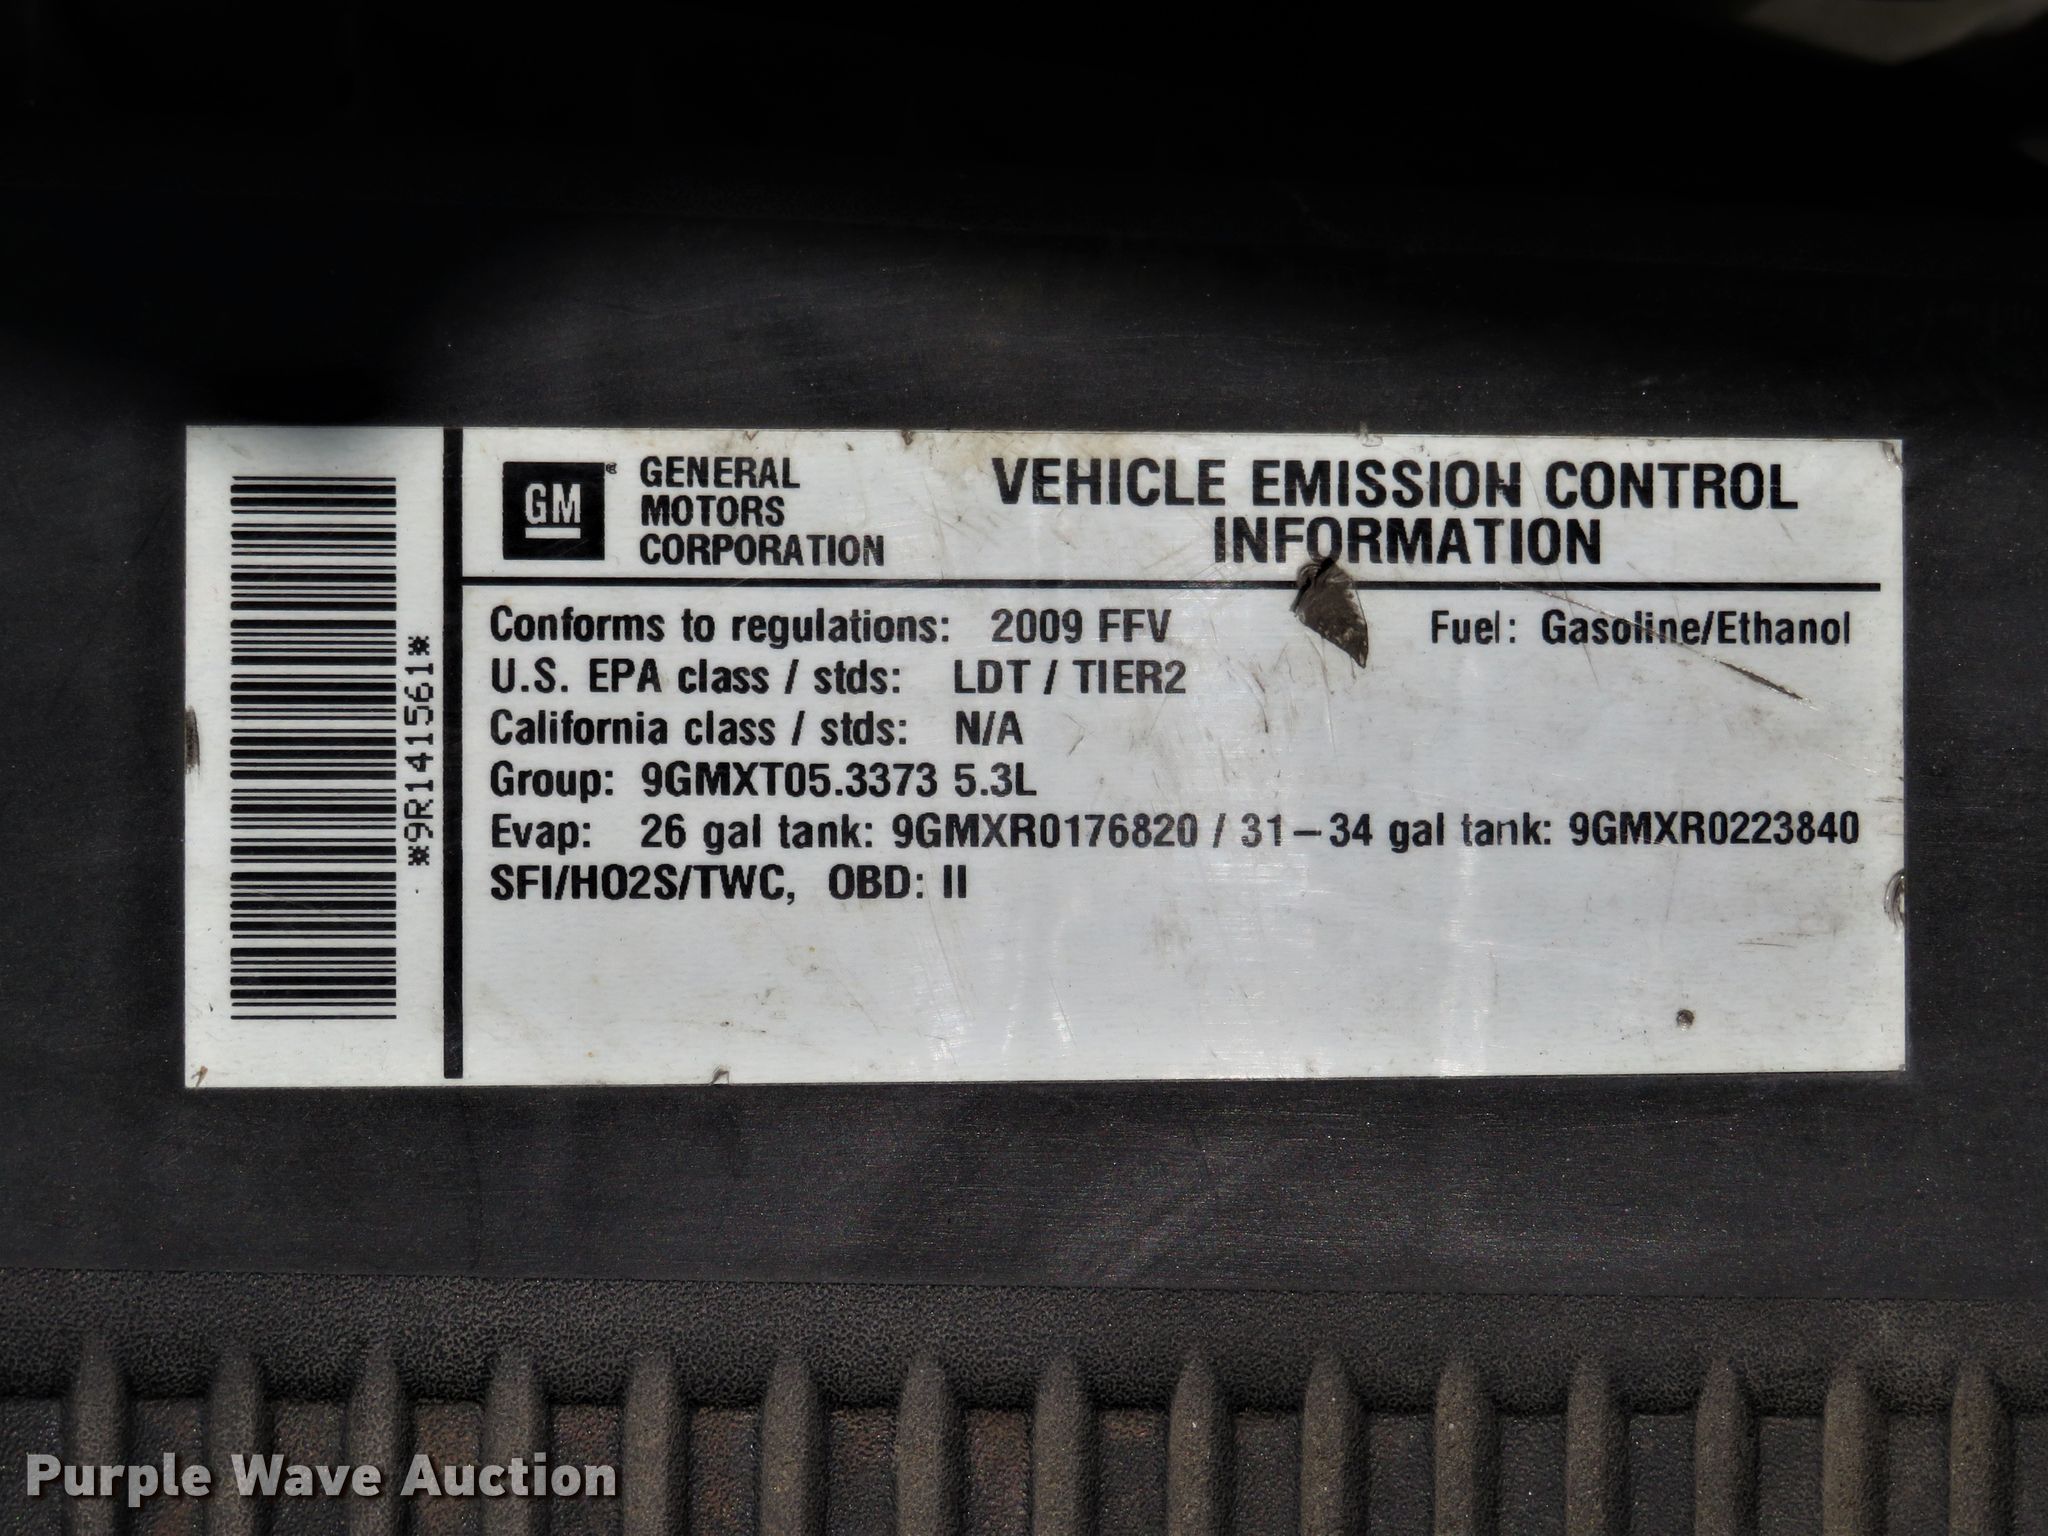 *9R141561*
GM
GENERAL
MOTORS
CORPORATION
VEHICLE EMISSION CONTROL
INFORMATION
Conforms to regulations: 2009 FFV Fuel: Gasoline/Ethanol
U.S. EPA class / stds: LDT / TIER2
California class / stds: N/A
Group: 9GMXT05.3373 5.3L
Evap: 26 gal tank: 9GMXR0176820 / 31–34 gal tank: 9GMXR0223840
SFI/HO2S/TWC, OBD: II
Purple Wave Auction